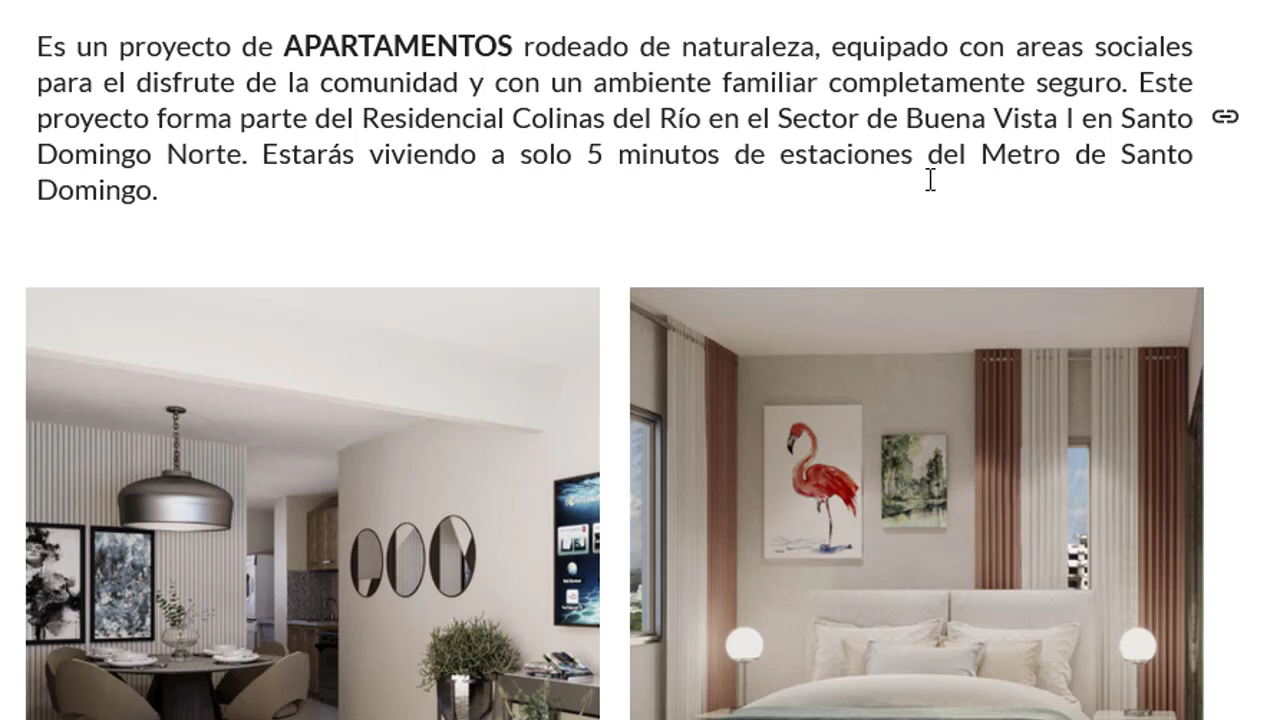 Es un proyecto de APARTAMENTOS rodeado de naturaleza, equipado con areas sociales
para el disfrute de la comunidad y con un ambiente familiar completamente seguro. Este
proyecto forma parte del Residencial Colinas del Río en el Sector de Buena Vista I en Santo
Domingo Norte. Estarás viviendo a solo 5 minutos de estaciones del Metro de Santo
Domingo.